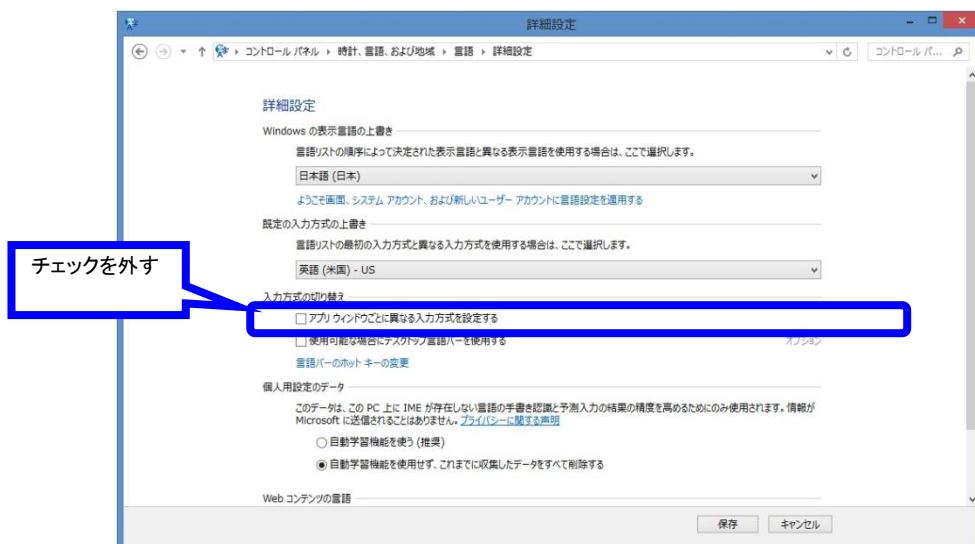 詳細設定
コントロール パネル ▸ 時計、言語、および地域 ▸ 言語 ▸ 詳細設定
コントロール パ...
詳細設定
Windows の表示言語の上書き
言語リストの順序によって決定された表示言語と異なる表示言語を使用する場合は、ここで選択します。
日本語 (日本)
ようこそ画面、システム アカウント、および新しいユーザー アカウントに言語設定を適用する
既定の入力方式の上書き
言語リストの最初の入力方式と異なる入力方式を使用する場合は、ここで選択します。
英語 (米国) - US
チェックを外す
入力方式の切り替え
アプリ ウィンドウごとに異なる入力方式を設定する
使用可能な場合にデスクトップ言語バーを使用する
オプション
言語バーのホット キーの変更
個人用設定のデータ
このデータは、この PC 上に IME が存在しない言語の手書き認識と予測入力の結果の精度を高めるためにのみ使用されます。情報が
Microsoft に送信されることはありません。プライバシーに関する声明
自動学習機能を使う (推奨)
自動学習機能を使用せず、これまでに収集したデータをすべて削除する
Web コンテンツの言語
保存
キャンセル